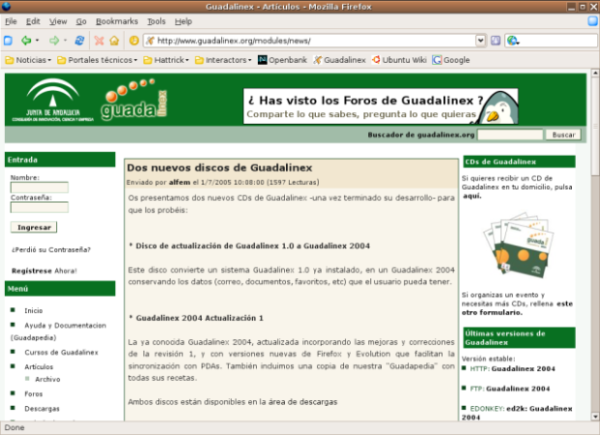 Guadalinex - Artículos - Mozilla Firefox
File Edit View Go Bookmarks Tools Help
http://www.guadalinex.org/modules/news/
Noticias Portales técnicos Hattrick Interactors Openbank Guadalinex Ubuntu Wiki Google
JUNTA DE ANDALUCIA
CONSEJERÍA DE INNOVACIÓN, CIENCIA Y EMPRESA
guadalinex
¿ Has visto los Foros de Guadalinex ?
Comparte lo que sabes, pregunta lo que quieras
Buscador de guadalinex.org Buscar
Entrada
Nombre:
Contraseña:
Ingresar
¿Perdió su Contraseña?
Regístrese Ahora!
Menú
Inicio
Ayuda y Documentacion
(Guadapedia)
Cursos de Guadalinex
Artículos
Archivo
Foros
Descargas
Dos nuevos discos de Guadalinex
Enviado por alfem el 1/7/2005 10:08:00 (1597 Lecturas)
Os presentamos dos nuevos CDs de Guadalinex -una vez terminado su desarrollo- para
que los probéis:
* Disco de actualización de Guadalinex 1.0 a Guadalinex 2004
Este disco convierte un sistema Guadalinex 1.0 ya instalado, en un Guadalinex 2004
conservando los datos (correo, documentos, favoritos, etc) que el usuario pueda tener.
* Guadalinex 2004 Actualización 1
La ya conocida Guadalinex 2004, actualizada incorporando las mejoras y correcciones
de la revisión 1, y con versiones nuevas de Firefox y Evolution que facilitan la
sincronización con PDAs. También induimos una copia de nuestra "Guadapedia" con
todas sus recetas.
Ambos discos están disponibles en la área de descargas
CDs de Guadalinex
Si quieres recibir un CD de
Guadalinex en tu domicilio, pulsa
aquí.
guada
Si organizas un evento y
necesitas más CDs, rellena este
otro formulario.
Últimas versiones de
Guadalinex
Versión estable:
HTTP: Guadalinex 2004
FTP: Guadalinex 2004
EDONKEY: ed2k: Guadalinex
2004
Done